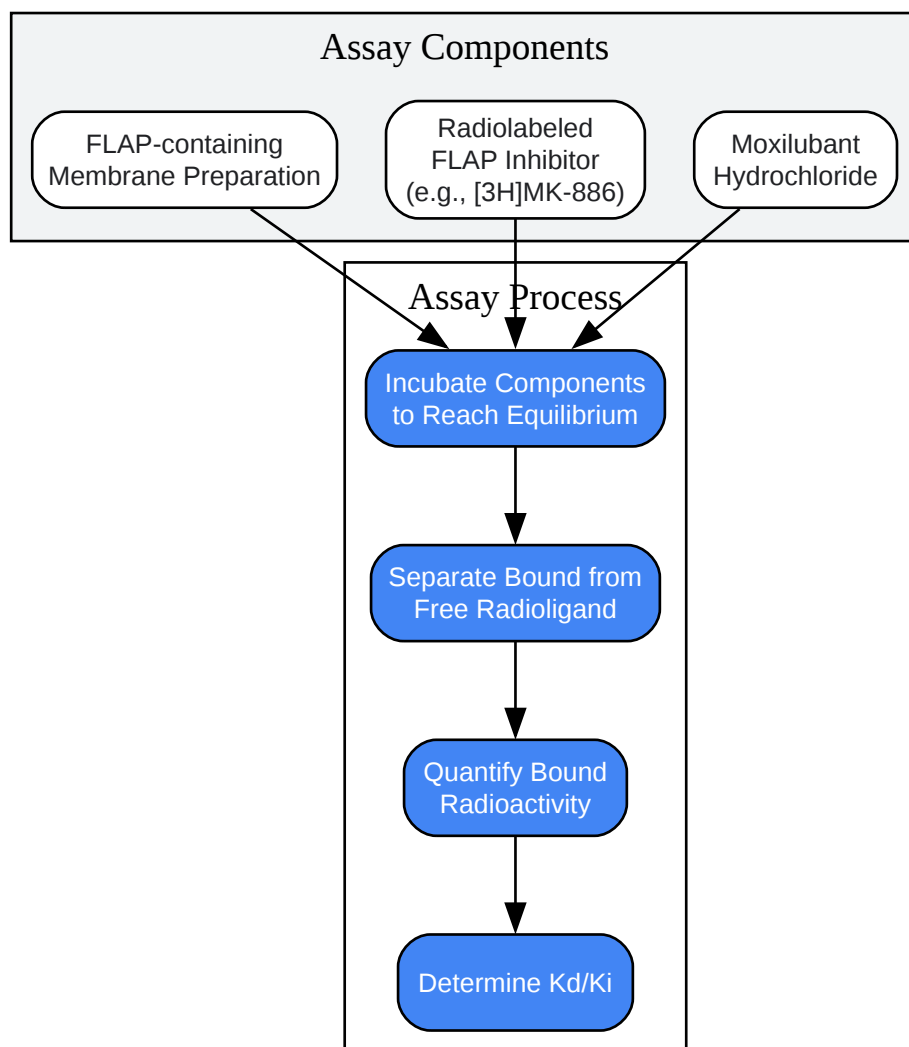 Assay Components
FLAP-containing
Membrane Preparation
Radiolabeled
FLAP Inhibitor
(e.g., [3H]MK-886)
Moxilubant
Hydrochloride
Assay Process
Incubate Components
to Reach Equilibrium
Separate Bound from
Free Radioligand
Quantify Bound
Radioactivity
Determine Kd/Ki